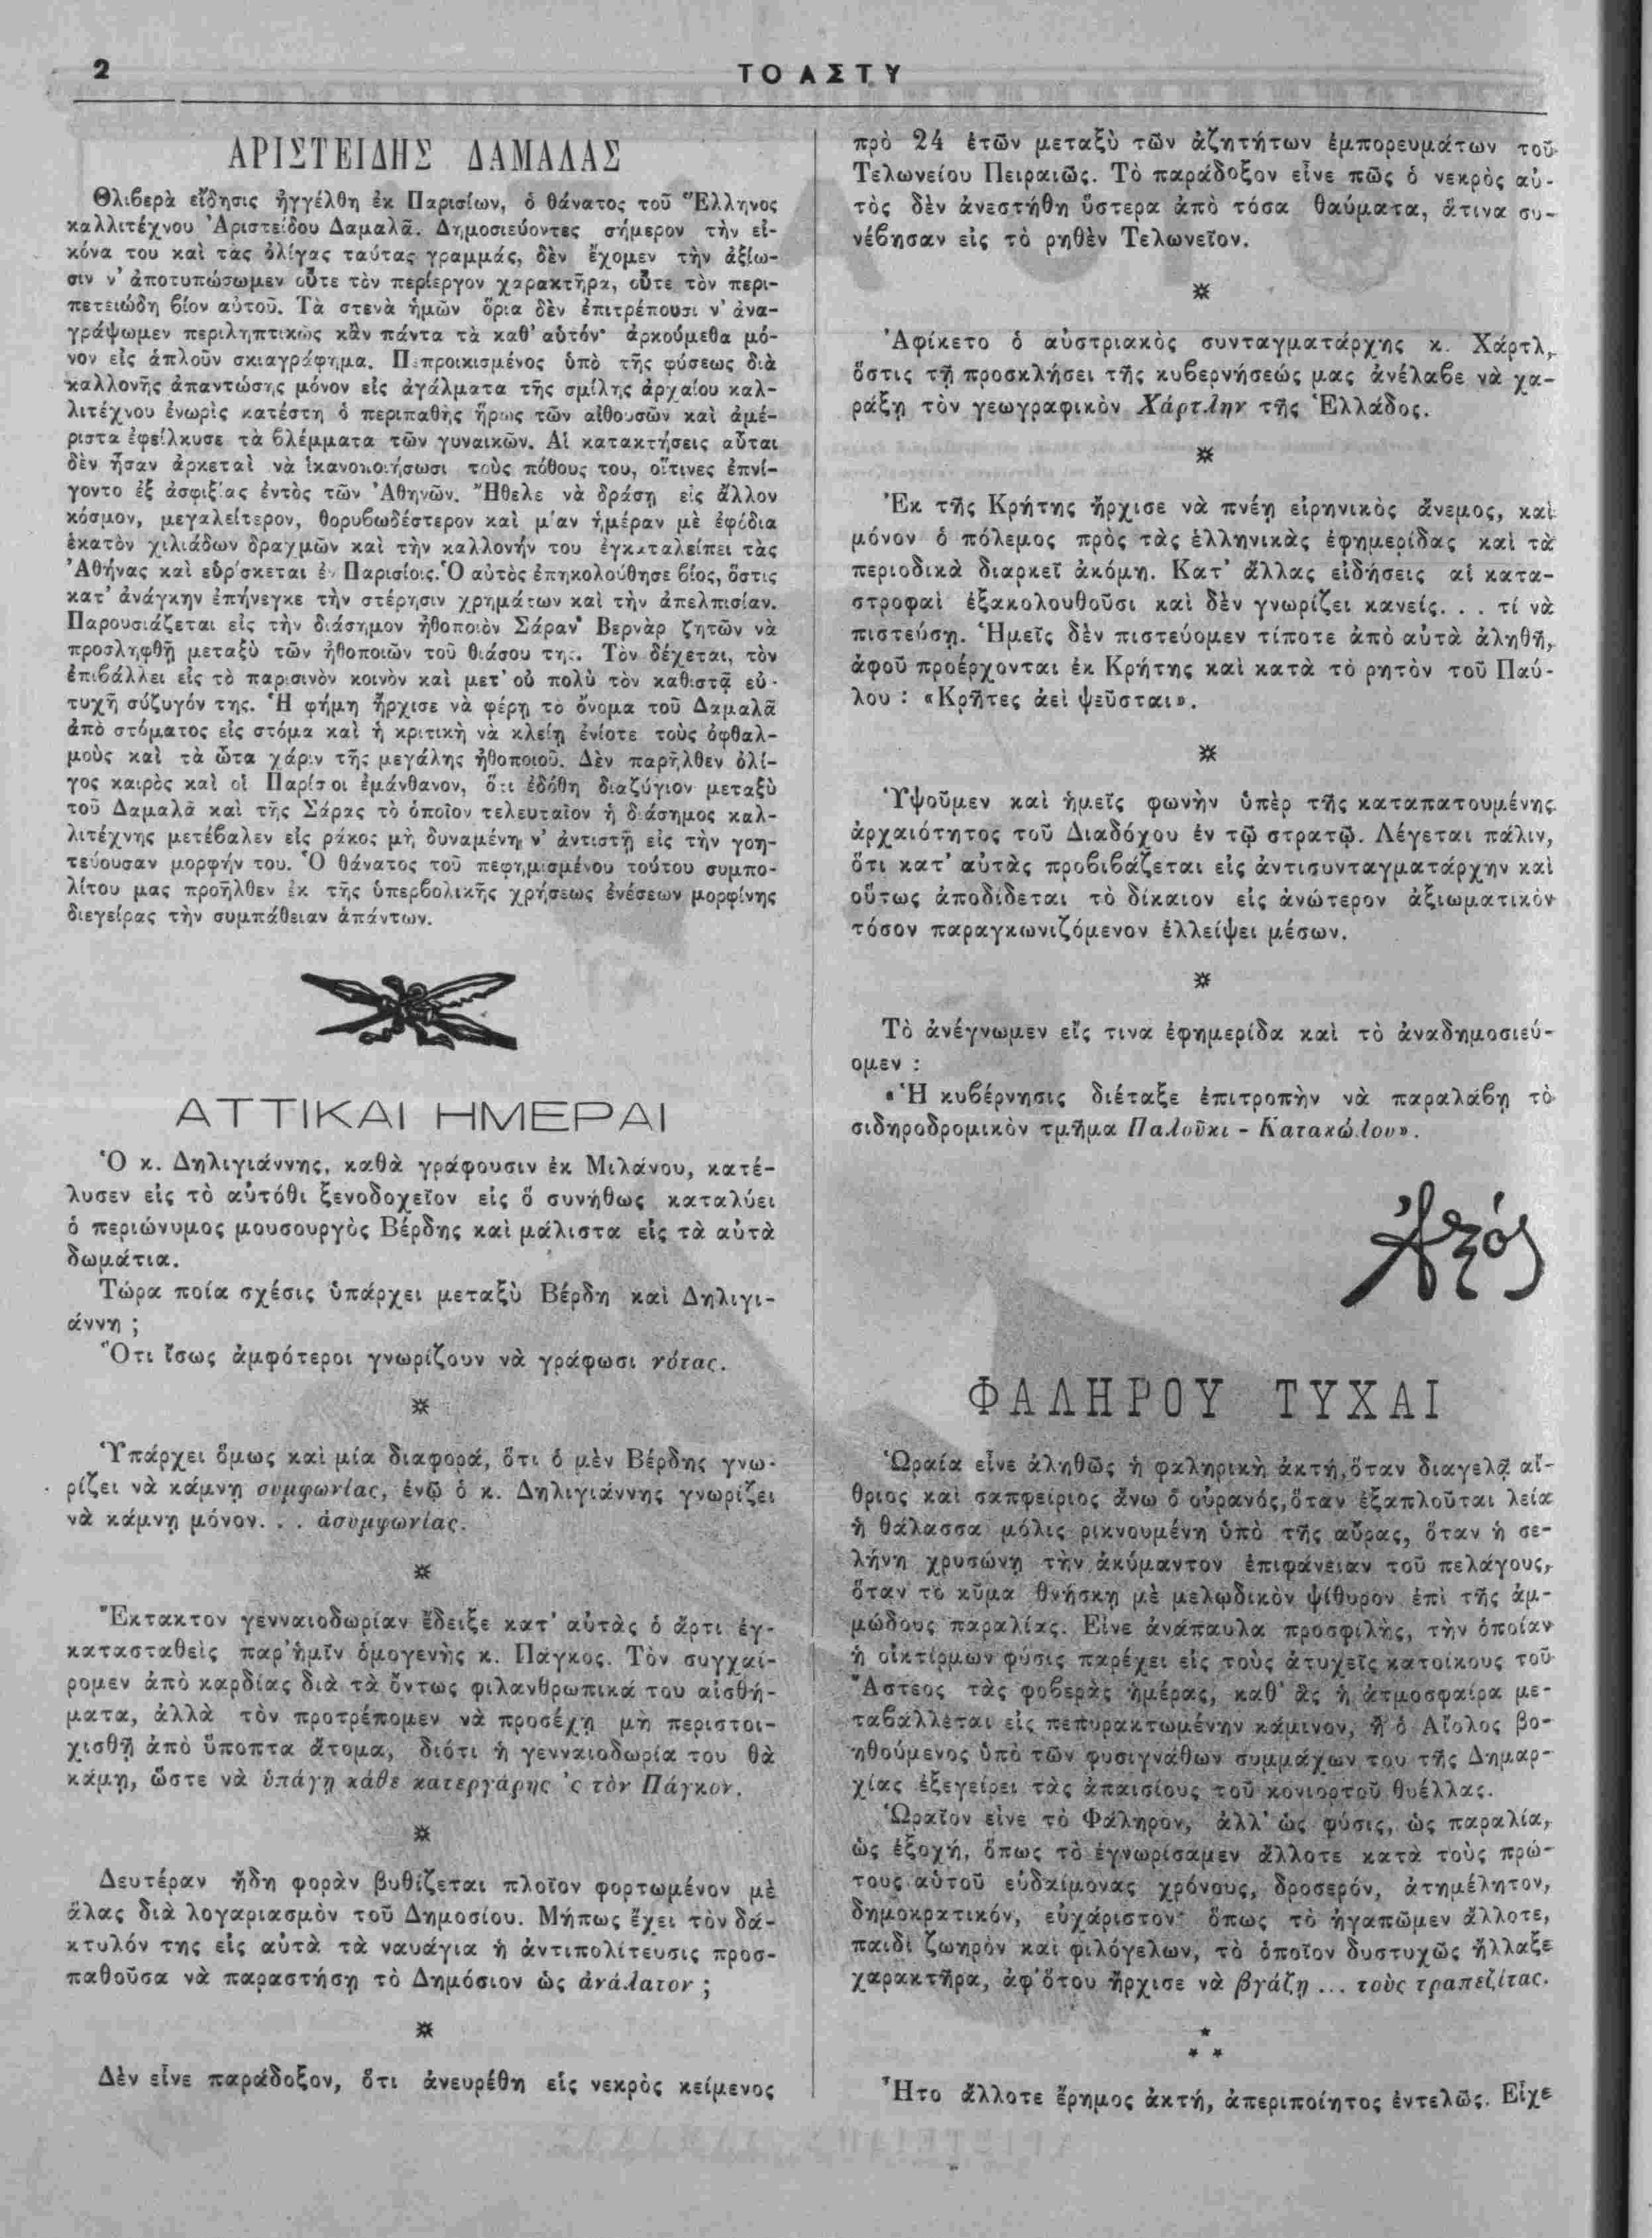 2
ΤΟ ΑΣΤΥ
ΑΡΙΣΤΕΙΔΗΣ ΔΑΜΑΛΑΣ
Θλιβερὰ εἴδησις ἠγγέλθη ἐκ Παρισίων, ὁ θάνατος τοῦ Ἕλληνος
καλλιτέχνου Ἀριστείδου Δαμαλᾶ. Δημοσιεύοντες σήμερον τὴν εἰ-
κόνα του καὶ τὰς ὀλίγας ταύτας γραμμάς, δὲν ἔχομεν τὴν ἀξίω-
σιν ν' ἀποτυπώσωμεν οὔτε τὸν περίεργον χαρακτῆρα, οὔτε τὸν περι-
πετειώδη βίον αὐτοῦ. Τὰ στενὰ ἡμῶν ὅρια δὲν ἐπιτρέπουσι ν' ἀνα-
γράψωμεν περιληπτικῶς κἂν πάντα τὰ καθ' αὑτόν· ἀρκούμεθα μό-
νον εἰς ἁπλοῦν σκιαγράφημα. Πεπροικισμένος ὑπὸ τῆς φύσεως διὰ
καλλονῆς ἀπαντώσης μόνον εἰς ἀγάλματα τῆς σμίλης ἀρχαίου καλ-
λιτέχνου ἐνωρὶς κατέστη ὁ περιπαθὴς ἥρως τῶν αἰθουσῶν καὶ ἀμέ-
ριστα ἐφείλκυσε τὰ βλέμματα τῶν γυναικῶν. Αἱ κατακτήσεις αὗται
δὲν ἦσαν ἀρκεταὶ νὰ ἱκανοποιήσωσι τοὺς πόθους του, οἵτινες ἐπνί-
γοντο ἐξ ἀσφιξίας ἐντὸς τῶν Ἀθηνῶν. Ἤθελε νὰ δράσῃ εἰς ἄλλον
κόσμον, μεγαλείτερον, θορυβωδέστερον καὶ μίαν ἡμέραν μὲ ἐφόδια
ἑκατὸν χιλιάδων δραχμῶν καὶ τὴν καλλονήν του ἐγκαταλείπει τὰς
Ἀθήνας καὶ εὑρίσκεται ἐν Παρισίοις. Ὁ αὐτὸς ἐπηκολούθησε βίος, ὅστις
κατ' ἀνάγκην ἐπήνεγκε τὴν στέρησιν χρημάτων καὶ τὴν ἀπελπισίαν.
Παρουσιάζεται εἰς τὴν διάσημον ἠθοποιὸν Σάραν Βερνὰρ ζητῶν νὰ
προσληφθῇ μεταξὺ τῶν ἠθοποιῶν τοῦ θιάσου της. Τὸν δέχεται, τὸν
ἐπιβάλλει εἰς τὸ παρισινὸν κοινὸν καὶ μετ' οὐ πολὺ τὸν καθιστᾷ εὐ-
τυχῆ σύζυγόν της. Ἡ φήμη ἤρχισε νὰ φέρῃ τὸ ὄνομα τοῦ Δαμαλᾶ
ἀπὸ στόματος εἰς στόμα καὶ ἡ κριτικὴ νὰ κλείῃ ἐνίοτε τοὺς ὀφθαλ-
μοὺς καὶ τὰ ὦτα χάριν τῆς μεγάλης ἠθοποιοῦ. Δὲν παρῆλθεν ὀλί-
γος καιρὸς καὶ οἱ Παρίσιοι ἐμάνθανον, ὅτι ἐδόθη διαζύγιον μεταξὺ
τοῦ Δαμαλᾶ καὶ τῆς Σάρας τὸ ὁποῖον τελευταῖον ἡ διάσημος καλ-
λιτέχνης μετέβαλεν εἰς ράκος μὴ δυναμένη ν' ἀντιστῇ εἰς τὴν γοη-
τεύουσαν μορφήν του. Ὁ θάνατος τοῦ πεφημισμένου τούτου συμπο-
λίτου μας προῆλθεν ἐκ τῆς ὑπερβολικῆς χρήσεως ἐνέσεων μορφίνης
διεγείρας τὴν συμπάθειαν ἁπάντων.
ΑΤΤΙΚΑΙ ΗΜΕΡΑΙ
Ὁ κ. Δηλιγιάννης, καθὰ γράφουσιν ἐκ Μιλάνου, κατέ-
λυσεν εἰς τὸ αὐτόθι ξενοδοχεῖον εἰς ὃ συνήθως καταλύει
ὁ περιώνυμος μουσουργὸς Βέρδης καὶ μάλιστα εἰς τὰ αὐτὰ
δωμάτια.
Τώρα ποία σχέσις ὑπάρχει μεταξὺ Βέρδη καὶ Δηλιγι-
άννη ;
Ὅτι ἴσως ἀμφότεροι γνωρίζουν νὰ γράφωσι νότας.
Ὑπάρχει ὅμως καὶ μία διαφορά, ὅτι ὁ μὲν Βέρδης γνω-
ρίζει νὰ κάμνῃ συμφωνίας, ἐνῷ ὁ κ. Δηλιγιάννης γνωρίζει
νὰ κάμνῃ μόνον. . . ἀσυμφωνίας.
Ἔκτακτον γενναιοδωρίαν ἔδειξε κατ' αὐτὰς ὁ ἄρτι ἐγ-
κατασταθεὶς παρ' ἡμῖν ὁμογενὴς κ. Πάγκος. Τὸν συγχαί-
ρομεν ἀπὸ καρδίας διὰ τὰ ὄντως φιλανθρωπικά του αἰσθή-
ματα, ἀλλὰ τὸν προτρέπομεν νὰ προσέχῃ μὴ περιστοι-
χισθῇ ἀπὸ ὕποπτα ἄτομα, διότι ἡ γενναιοδωρία του θὰ
κάμῃ, ὥστε νὰ ὑπάγῃ κάθε κατεργάρης 'ς τὸν Πάγκον.
Δευτέραν ἤδη φορὰν βυθίζεται πλοῖον φορτωμένον μὲ
ἅλας διὰ λογαριασμὸν τοῦ Δημοσίου. Μήπως ἔχει τὸν δά-
κτυλόν της εἰς αὐτὰ τὰ ναυάγια ἡ ἀντιπολίτευσις προσ-
παθοῦσα νὰ παραστήσῃ τὸ Δημόσιον ὡς ἀνάλατον ;
Δὲν εἶνε παράδοξον, ὅτι ἀνευρέθη εἷς νεκρὸς κείμενος
πρὸ 24 ἐτῶν μεταξὺ τῶν ἀζητήτων ἐμπορευμάτων τοῦ
Τελωνείου Πειραιῶς. Τὸ παράδοξον εἶνε πῶς ὁ νεκρὸς αὐ-
τὸς δὲν ἀνεστήθη ὕστερα ἀπὸ τόσα θαύματα, ἅτινα συ-
νέβησαν εἰς τὸ ρηθὲν Τελωνεῖον.
Ἀφίκετο ὁ αὐστριακὸς συνταγματάρχης κ. Χάρτλ,
ὅστις τῇ προσκλήσει τῆς κυβερνήσεώς μας ἀνέλαβε νὰ χα-
ράξῃ τὸν γεωγραφικὸν Χάρτλην τῆς Ἑλλάδος.
Ἐκ τῆς Κρήτης ἤρχισε νὰ πνέῃ εἰρηνικὸς ἄνεμος, καὶ
μόνον ὁ πόλεμος πρὸς τὰς ἑλληνικὰς ἐφημερίδας καὶ τὰ
περιοδικὰ διαρκεῖ ἀκόμη. Κατ' ἄλλας εἰδήσεις αἱ κατα-
στροφαὶ ἐξακολουθοῦσι καὶ δὲν γνωρίζει κανείς. . . τί νὰ
πιστεύσῃ. Ἡμεῖς δὲν πιστεύομεν τίποτε ἀπὸ αὐτὰ ἀληθῆ,
ἀφοῦ προέρχονται ἐκ Κρήτης καὶ κατὰ τὸ ρητὸν τοῦ Παύ-
λου : «Κρῆτες ἀεὶ ψεῦσται».
Ὑψοῦμεν καὶ ἡμεῖς φωνὴν ὑπὲρ τῆς καταπατουμένης
ἀρχαιότητος τοῦ Διαδόχου ἐν τῷ στρατῷ. Λέγεται πάλιν,
ὅτι κατ' αὐτὰς προβιβάζεται εἰς ἀντισυνταγματάρχην καὶ
οὕτως ἀποδίδεται τὸ δίκαιον εἰς ἀνώτερον ἀξιωματικὸν
τόσον παραγκωνιζόμενον ἐλλείψει μέσων.
Τὸ ἀνέγνωμεν εἴς τινα ἐφημερίδα καὶ τὸ ἀναδημοσιεύ-
ομεν :
«Ἡ κυβέρνησις διέταξε ἐπιτροπὴν νὰ παραλάβῃ τὸ
σιδηροδρομικὸν τμῆμα Παλοῦκι - Κατακώλου».
ΦΑΛΗΡΟΥ ΤΥΧΑΙ
Ὡραία εἶνε ἀληθῶς ἡ φαληρικὴ ἀκτή, ὅταν διαγελᾷ αἴ-
θριος καὶ σαπφείριος ἄνω ὁ οὐρανός, ὅταν ἐξαπλοῦται λεία
ἡ θάλασσα μόλις ρικνουμένη ὑπὸ τῆς αὔρας, ὅταν ἡ σε-
λήνη χρυσώνῃ τὴν ἀκύμαντον ἐπιφάνειαν τοῦ πελάγους,
ὅταν τὸ κῦμα θνήσκῃ μὲ μελῳδικὸν ψίθυρον ἐπὶ τῆς ἀμ-
μώδους παραλίας. Εἶνε ἀνάπαυλα προσφιλής, τὴν ὁποίαν
ἡ οἰκτίρμων φύσις παρέχει εἰς τοὺς ἀτυχεῖς κατοίκους τοῦ
Ἄστεος τὰς φοβερὰς ἡμέρας, καθ' ἃς ἡ ἀτμοσφαίρα με-
ταβάλλεται εἰς πεπυρακτωμένην κάμινον, ἢ ὁ Αἴολος βο-
ηθούμενος ὑπὸ τῶν φυσιγνάθων συμμάχων του τῆς Δημαρ-
χίας ἐξεγείρει τὰς ἀπαισίους τοῦ κονιορτοῦ θυέλλας.
Ὡραῖον εἶνε τὸ Φάληρον, ἀλλ' ὡς φύσις, ὡς παραλία,
ὡς ἐξοχή, ὅπως τὸ ἐγνωρίσαμεν ἄλλοτε κατὰ τοὺς πρώ-
τους αὐτοῦ εὐδαίμονας χρόνους, δροσερόν, ἀτημέλητον,
δημοκρατικόν, εὐχάριστον· ὅπως τὸ ἠγαπῶμεν ἄλλοτε,
παιδὶ ζωηρὸν καὶ φιλόγελων, τὸ ὁποῖον δυστυχῶς ἤλλαξε
χαρακτῆρα, ἀφ' ὅτου ἤρχισε νὰ βγάζῃ ... τοὺς τραπεζίτας.
Ἦτο ἄλλοτε ἔρημος ἀκτή, ἀπεριποίητος ἐντελῶς. Εἶχε